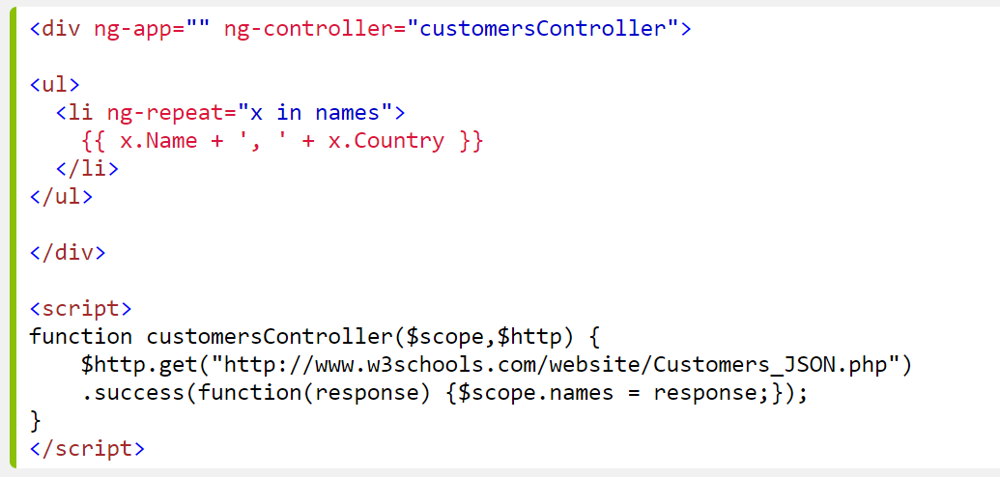 <div ng-app="" ng-controller="customersController">
<ul>
<li ng-repeat="x in names">
{{ x.Name + ', ' + x.Country }}
</li>
</ul>
</div>
<script>
function customersController($scope,$http) {
$http.get("http://www.w3schools.com/website/Customers_JSON.php")
.success(function(response) {$scope.names = response;});
}
</script>